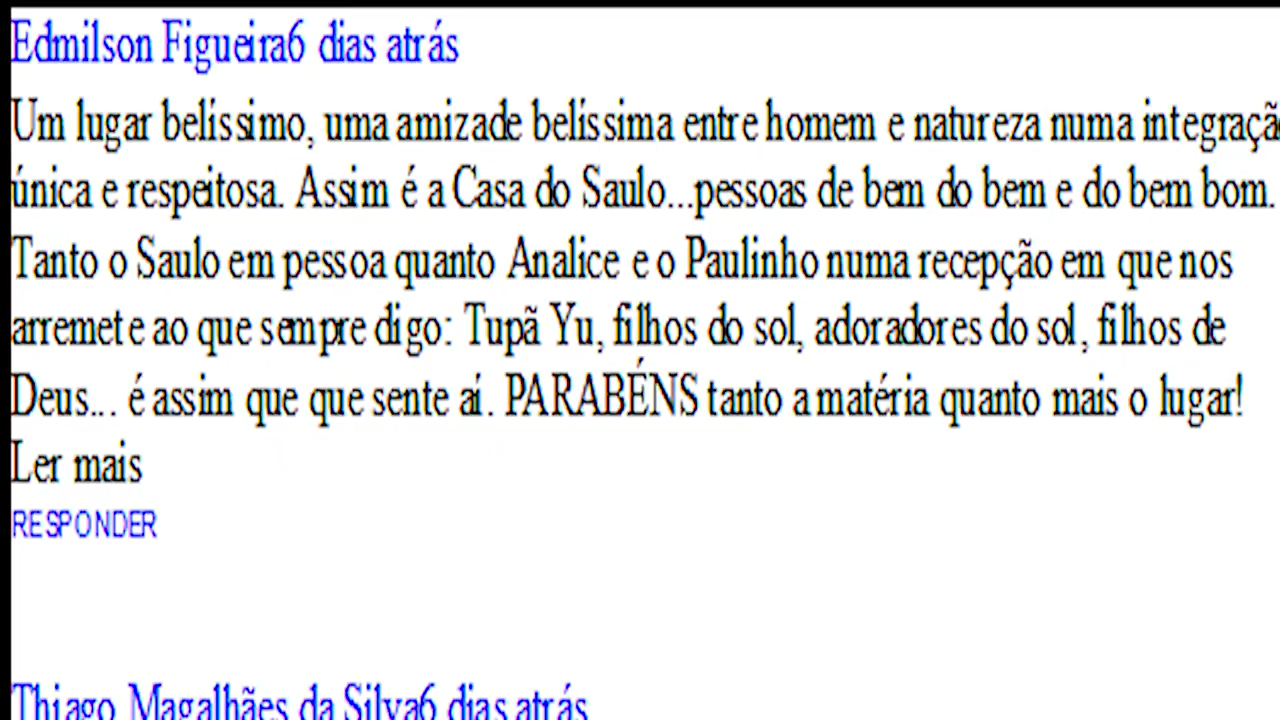 Edmilson Figueira6 dias atrás
Um lugar belíssimo, uma amizade belíssima entre homem e natureza numa integração
única e respeitosa. Assim é a Casa do Saulo...pessoas de bem do bem e do bem bom.
Tanto o Saulo em pessoa quanto Analice e o Paulinho numa recepção em que nos
arremete ao que sempre digo: Tupã Yu, filhos do sol, adoradores do sol, filhos de
Deus... é assim que que sente aí. PARABÉNS tanto a matéria quanto mais o lugar!
Ler mais
RESPONDER
Thiago Magalhães da Silva6 dias atrás